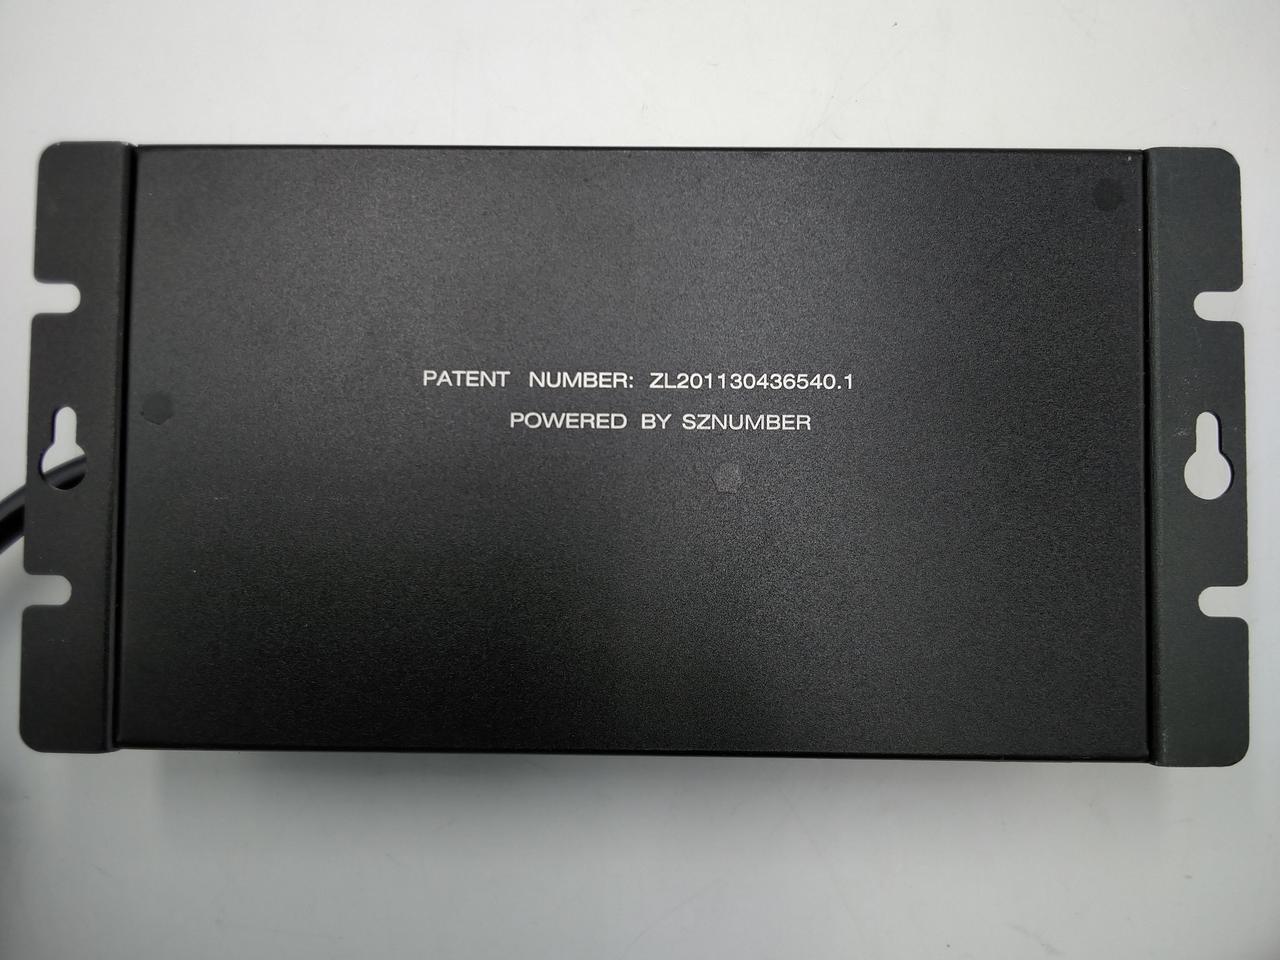 PATENT NUMBER: ZL201130436540.1
POWERED BY SZNUMBER